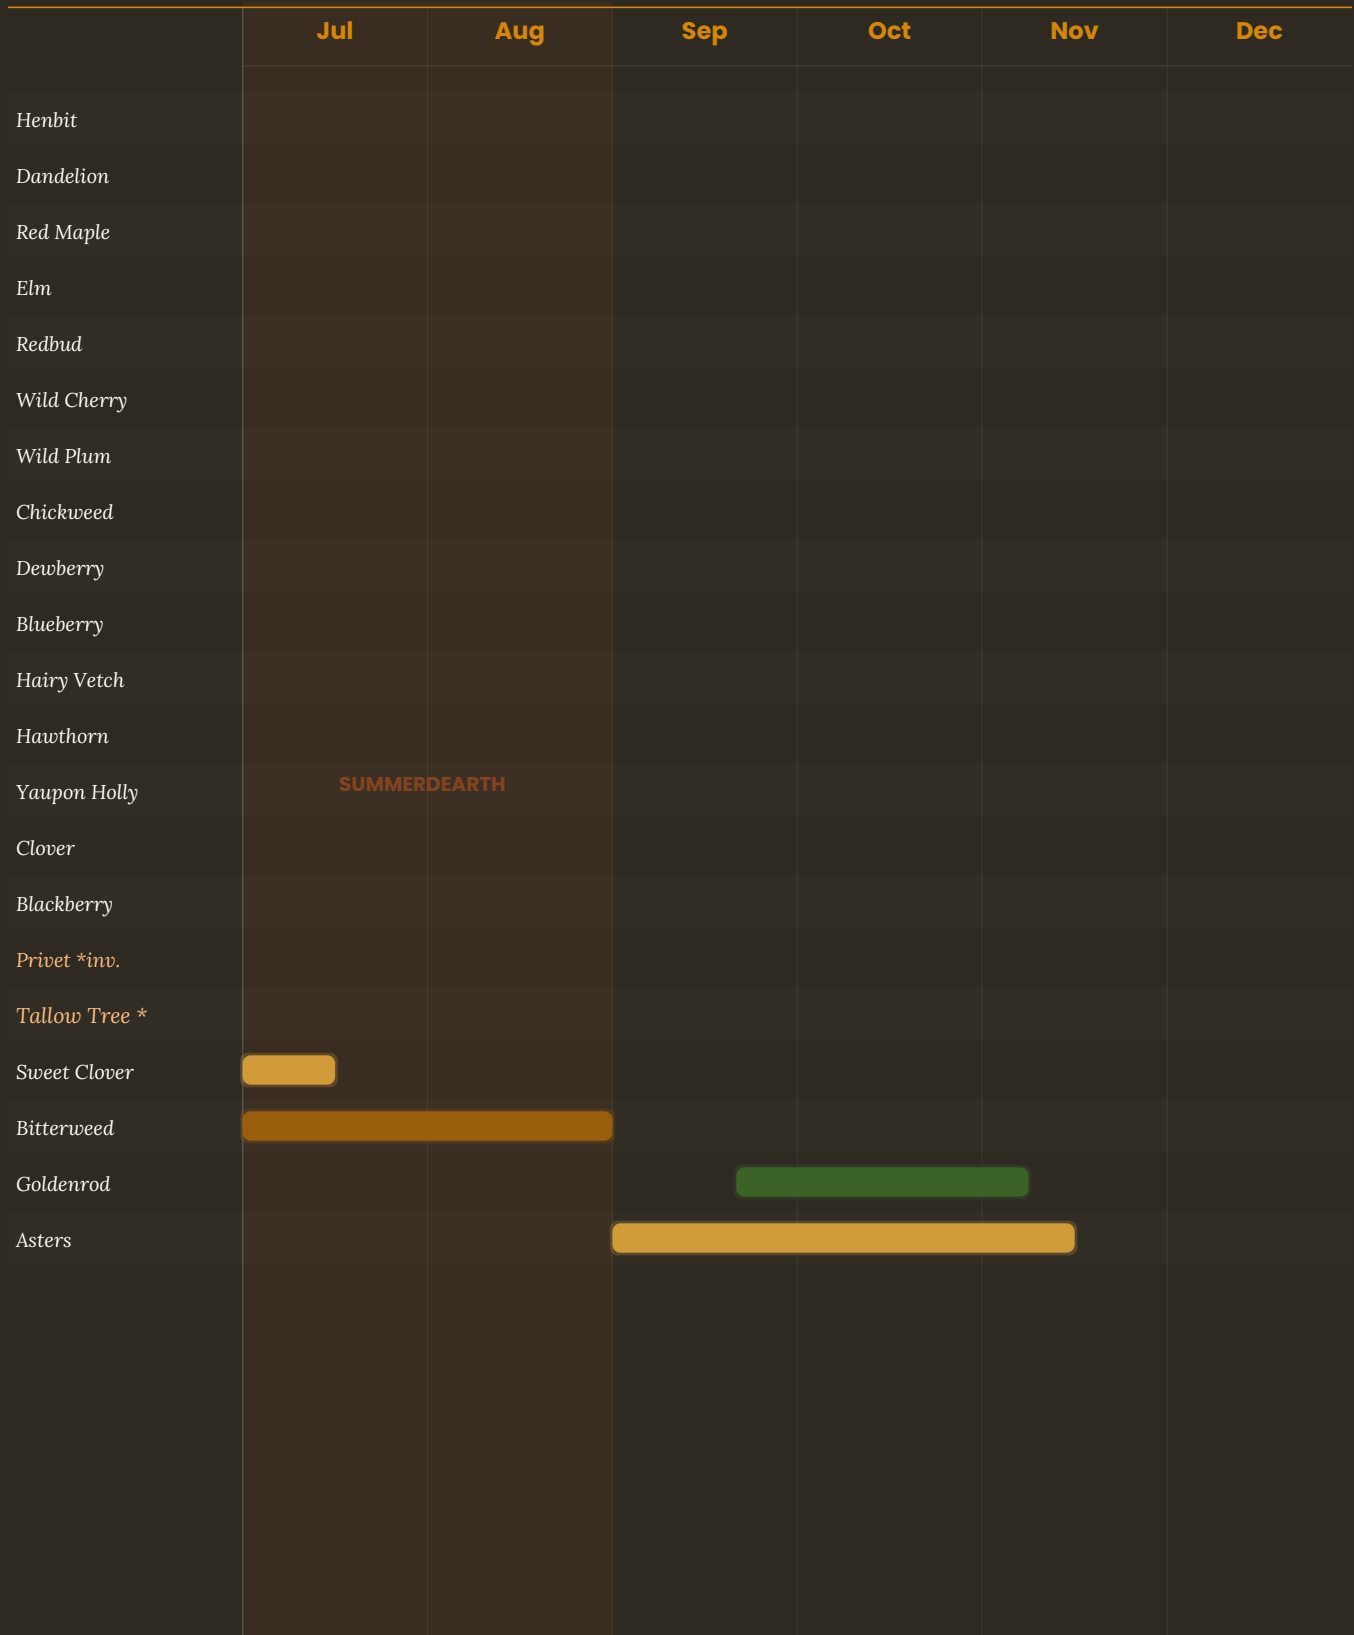 Jul Aug Sep Oct Nov Dec
Henbit
Dandelion
Red Maple
Elm
Redbud
Wild Cherry
Wild Plum
Chickweed
Dewberry
Blueberry
Hairy Vetch
Hawthorn
Yaupon Holly
SUMMERDEARTH
Clover
Blackberry
Privet *inv.
Tallow Tree *
Sweet Clover
Bitterweed
Goldenrod
Asters